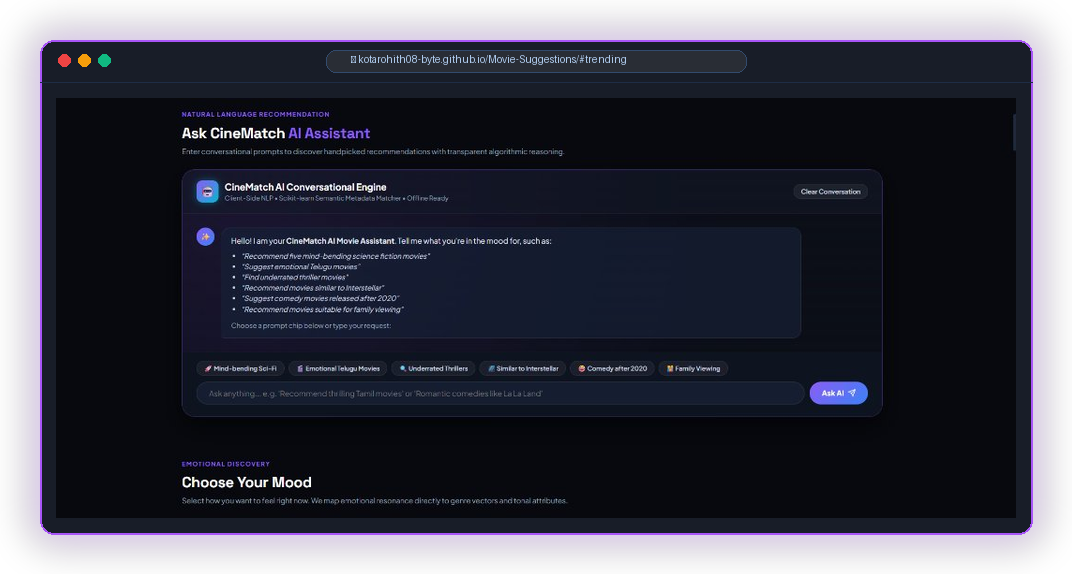 kotarohith08-byte.github.io/Movie-Suggestions/#trending
NATURAL LANGUAGE RECOMMENDATION
Ask CineMatch AI Assistant
Enter conversational prompts to discover handpicked recommendations with transparent algorithmic reasoning.
CineMatch AI Conversational Engine
Client-Side NLP • Scikit-learn Semantic Metadata Matcher • Offline Ready
Clear Conversation
Hello! I am your CineMatch AI Movie Assistant. Tell me what you're in the mood for, such as:
• "Recommend five mind-bending science fiction movies"
• "Suggest emotional Telugu movies"
• "Find underrated thriller movies"
• "Recommend movies similar to Interstellar"
• "Suggest comedy movies released after 2020"
• "Recommend movies suitable for family viewing"
Choose a prompt chip below or type your request:
🚀 Mind-bending Sci-Fi
Emotional Telugu Movies
🔍 Underrated Thrillers
Similar to Interstellar
Comedy after 2020
Family Viewing
Ask anything... e.g. 'Recommend thrilling Tamil movies' or 'Romantic comedies like La La Land'
Ask AI
EMOTIONAL DISCOVERY
Choose Your Mood
Select how you want to feel right now. We map emotional resonance directly to genre vectors and tonal attributes.